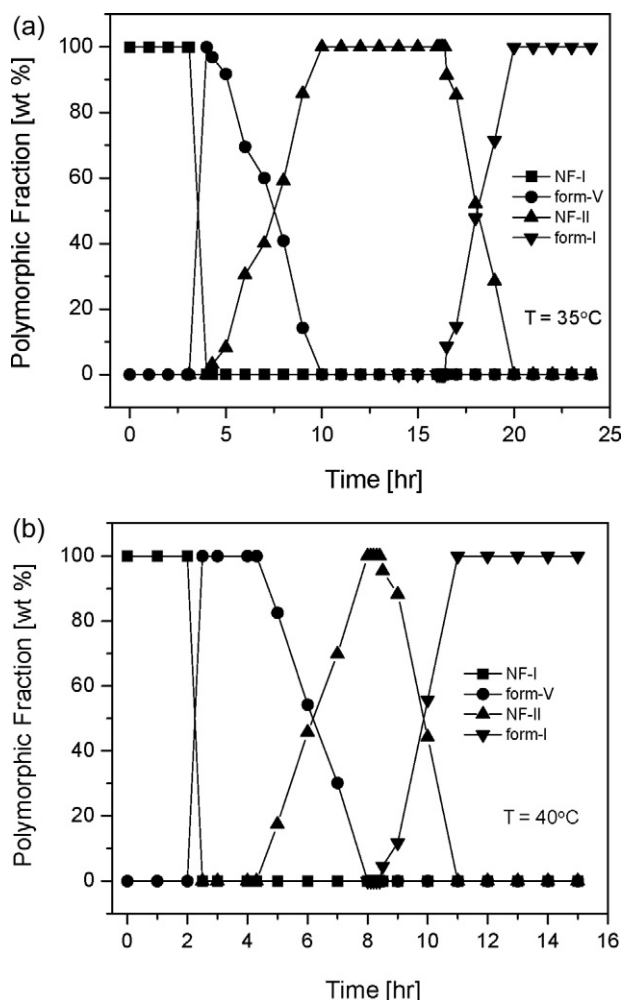 (a)
Polymorphic Fraction [wt %]
100
80
60
40
20
0
NF-I
form-V
NF-II
form-I
T = 35°C
0 5 10 15 20 25
Time [hr]
(b)
Polymorphic Fraction [wt %]
100
80
60
40
20
0
NF-I
form-V
NF-II
form-I
T = 40°C
0 2 4 6 8 10 12 14 16
Time [hr]